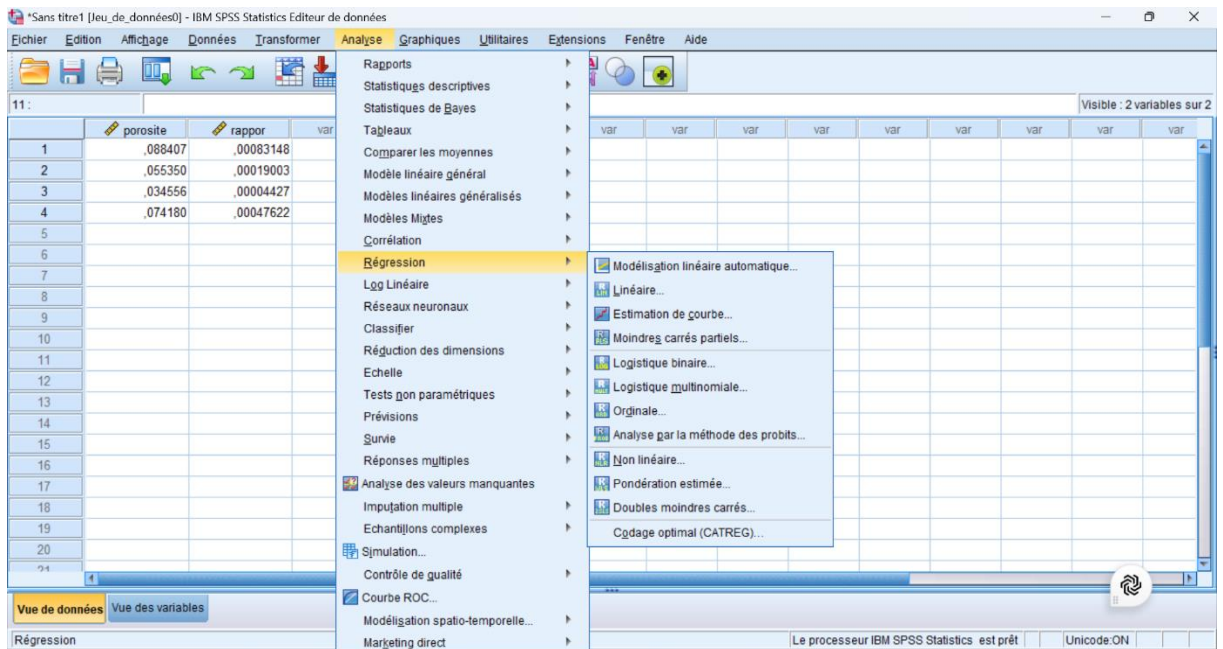 *Sans titre1 [Jeu_de_données0] - IBM SPSS Statistics Editeur de données
Eichier Edition Affichage Données Transformer Analyse Graphiques Utilitaires Extensions Fenêtre Aide
11 :
Visible : 2 variables sur 2
porosite rappor var var var var var var var var var var
1 ,088407 ,00083148
2 ,055350 ,00019003
3 ,034556 ,00004427
4 ,074180 ,00047622
5
6
7
8
9
10
11
12
13
14
15
16
17
18
19
20
21
Rapports
Statistiques descriptives
Statistiques de Bayes
Tableaux
Comparer les moyennes
Modèle linéaire général
Modèles linéaires généralisés
Modèles Mixtes
Corrélation
Régression
Log Linéaire
Réseaux neuronaux
Classifier
Réduction des dimensions
Echelle
Tests non paramétriques
Prévisions
Survie
Réponses multiples
Analyse des valeurs manquantes
Imputation multiple
Echantillons complexes
Simulation...
Contrôle de qualité
Courbe ROC...
Modélisation spatio-temporelle...
Marketing direct
Modélisation linéaire automatique...
Linéaire...
Estimation de courbe...
Moindres carrés partiels...
Logistique binaire...
Logistique multinomiale...
Ordinale...
Analyse par la méthode des probits...
Non linéaire...
Pondération estimée...
Doubles moindres carrés...
Codage optimal (CATREG)...
Vue de données Vue des variables
Régression
Le processeur IBM SPSS Statistics est prêt
Unicode:ON